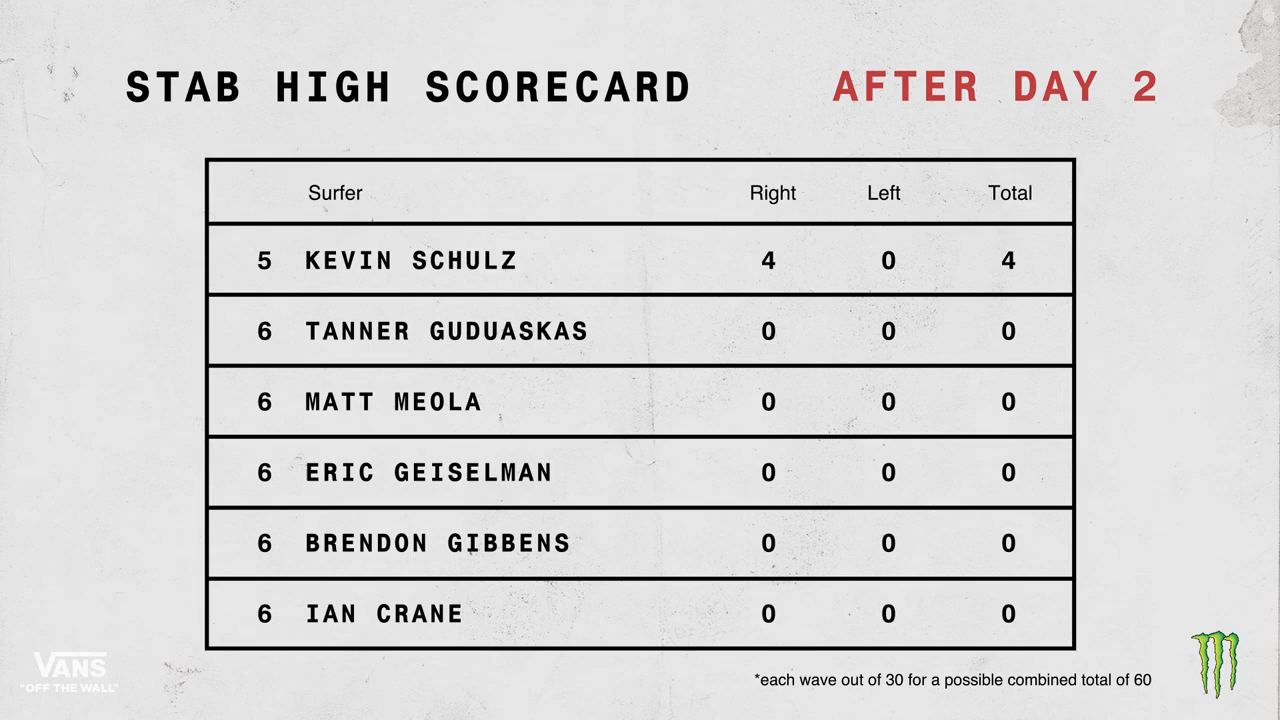 STAB HIGH SCORECARD AFTER DAY 2
Surfer Right Left Total
5 KEVIN SCHULZ 4 0 4
6 TANNER GUDUASKAS 0 0 0
6 MATT MEOLA 0 0 0
6 ERIC GEISELMAN 0 0 0
6 BRENDON GIBBENS 0 0 0
6 IAN CRANE 0 0 0
VANS
"OFF THE WALL"
*each wave out of 30 for a possible combined total of 60